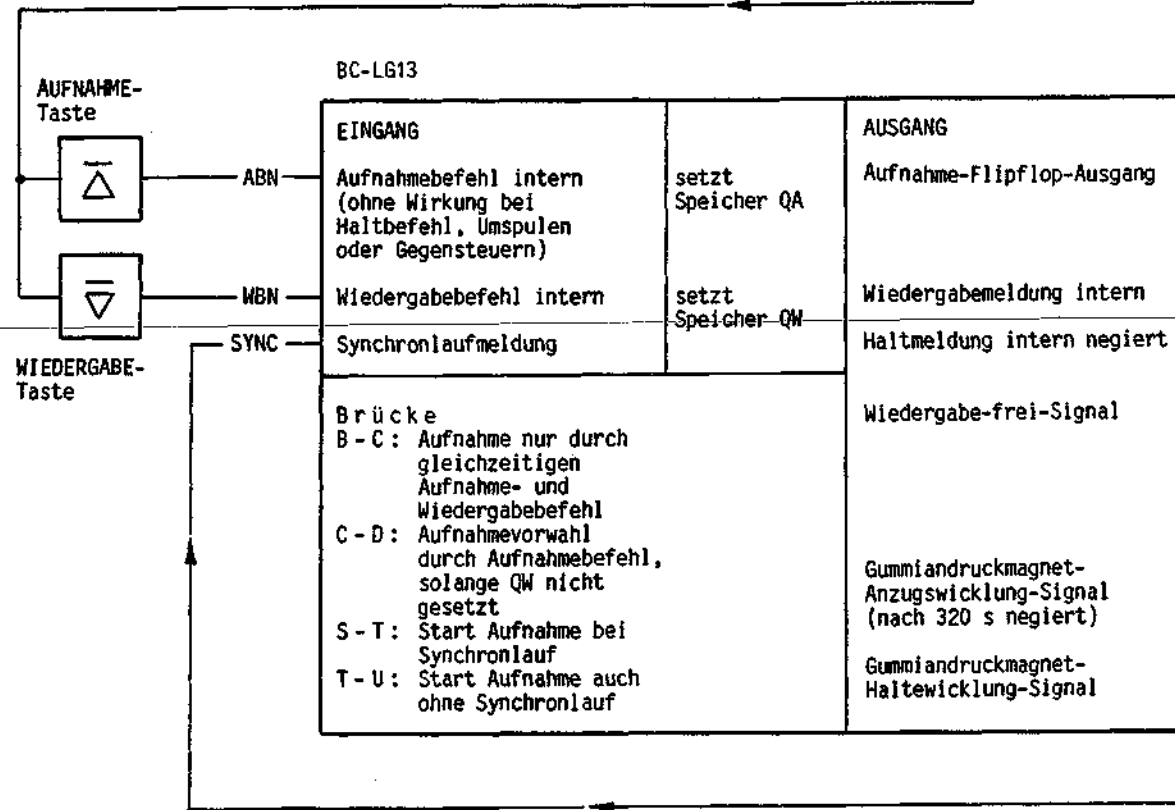 BC-LG13
AUFNAHME-
Taste
ABN
WIEDERGABE-
Taste
WBN
SYNC
EINGANG
Aufnahmebefehl intern
(ohne Wirkung bei
Haltbefehl, Umspulen
oder Gegensteuern)
setzt
Speicher QA
Wiedergabebefehl intern
setzt
Speicher QW
Synchronlaufmeldung
Brücke
B - C : Aufnahme nur durch
gleichzeitigen
Aufnahme- und
Wiedergabebefehl
C - D : Aufnahmevorwahl
durch Aufnahmebefehl,
solange QW nicht
gesetzt
S - T : Start Aufnahme bei
Synchronlauf
T - U : Start Aufnahme auch
ohne Synchronlauf
AUSGANG
Aufnahme-Flipflop-Ausgang
Wiedergabemeldung intern
Haltmeldung intern negiert
Wiedergabe-frei-Signal
Gummiandruckmagnet-
Anzugswicklung-Signal
(nach 320 s negiert)
Gummiandruckmagnet-
Haltewicklung-Signal